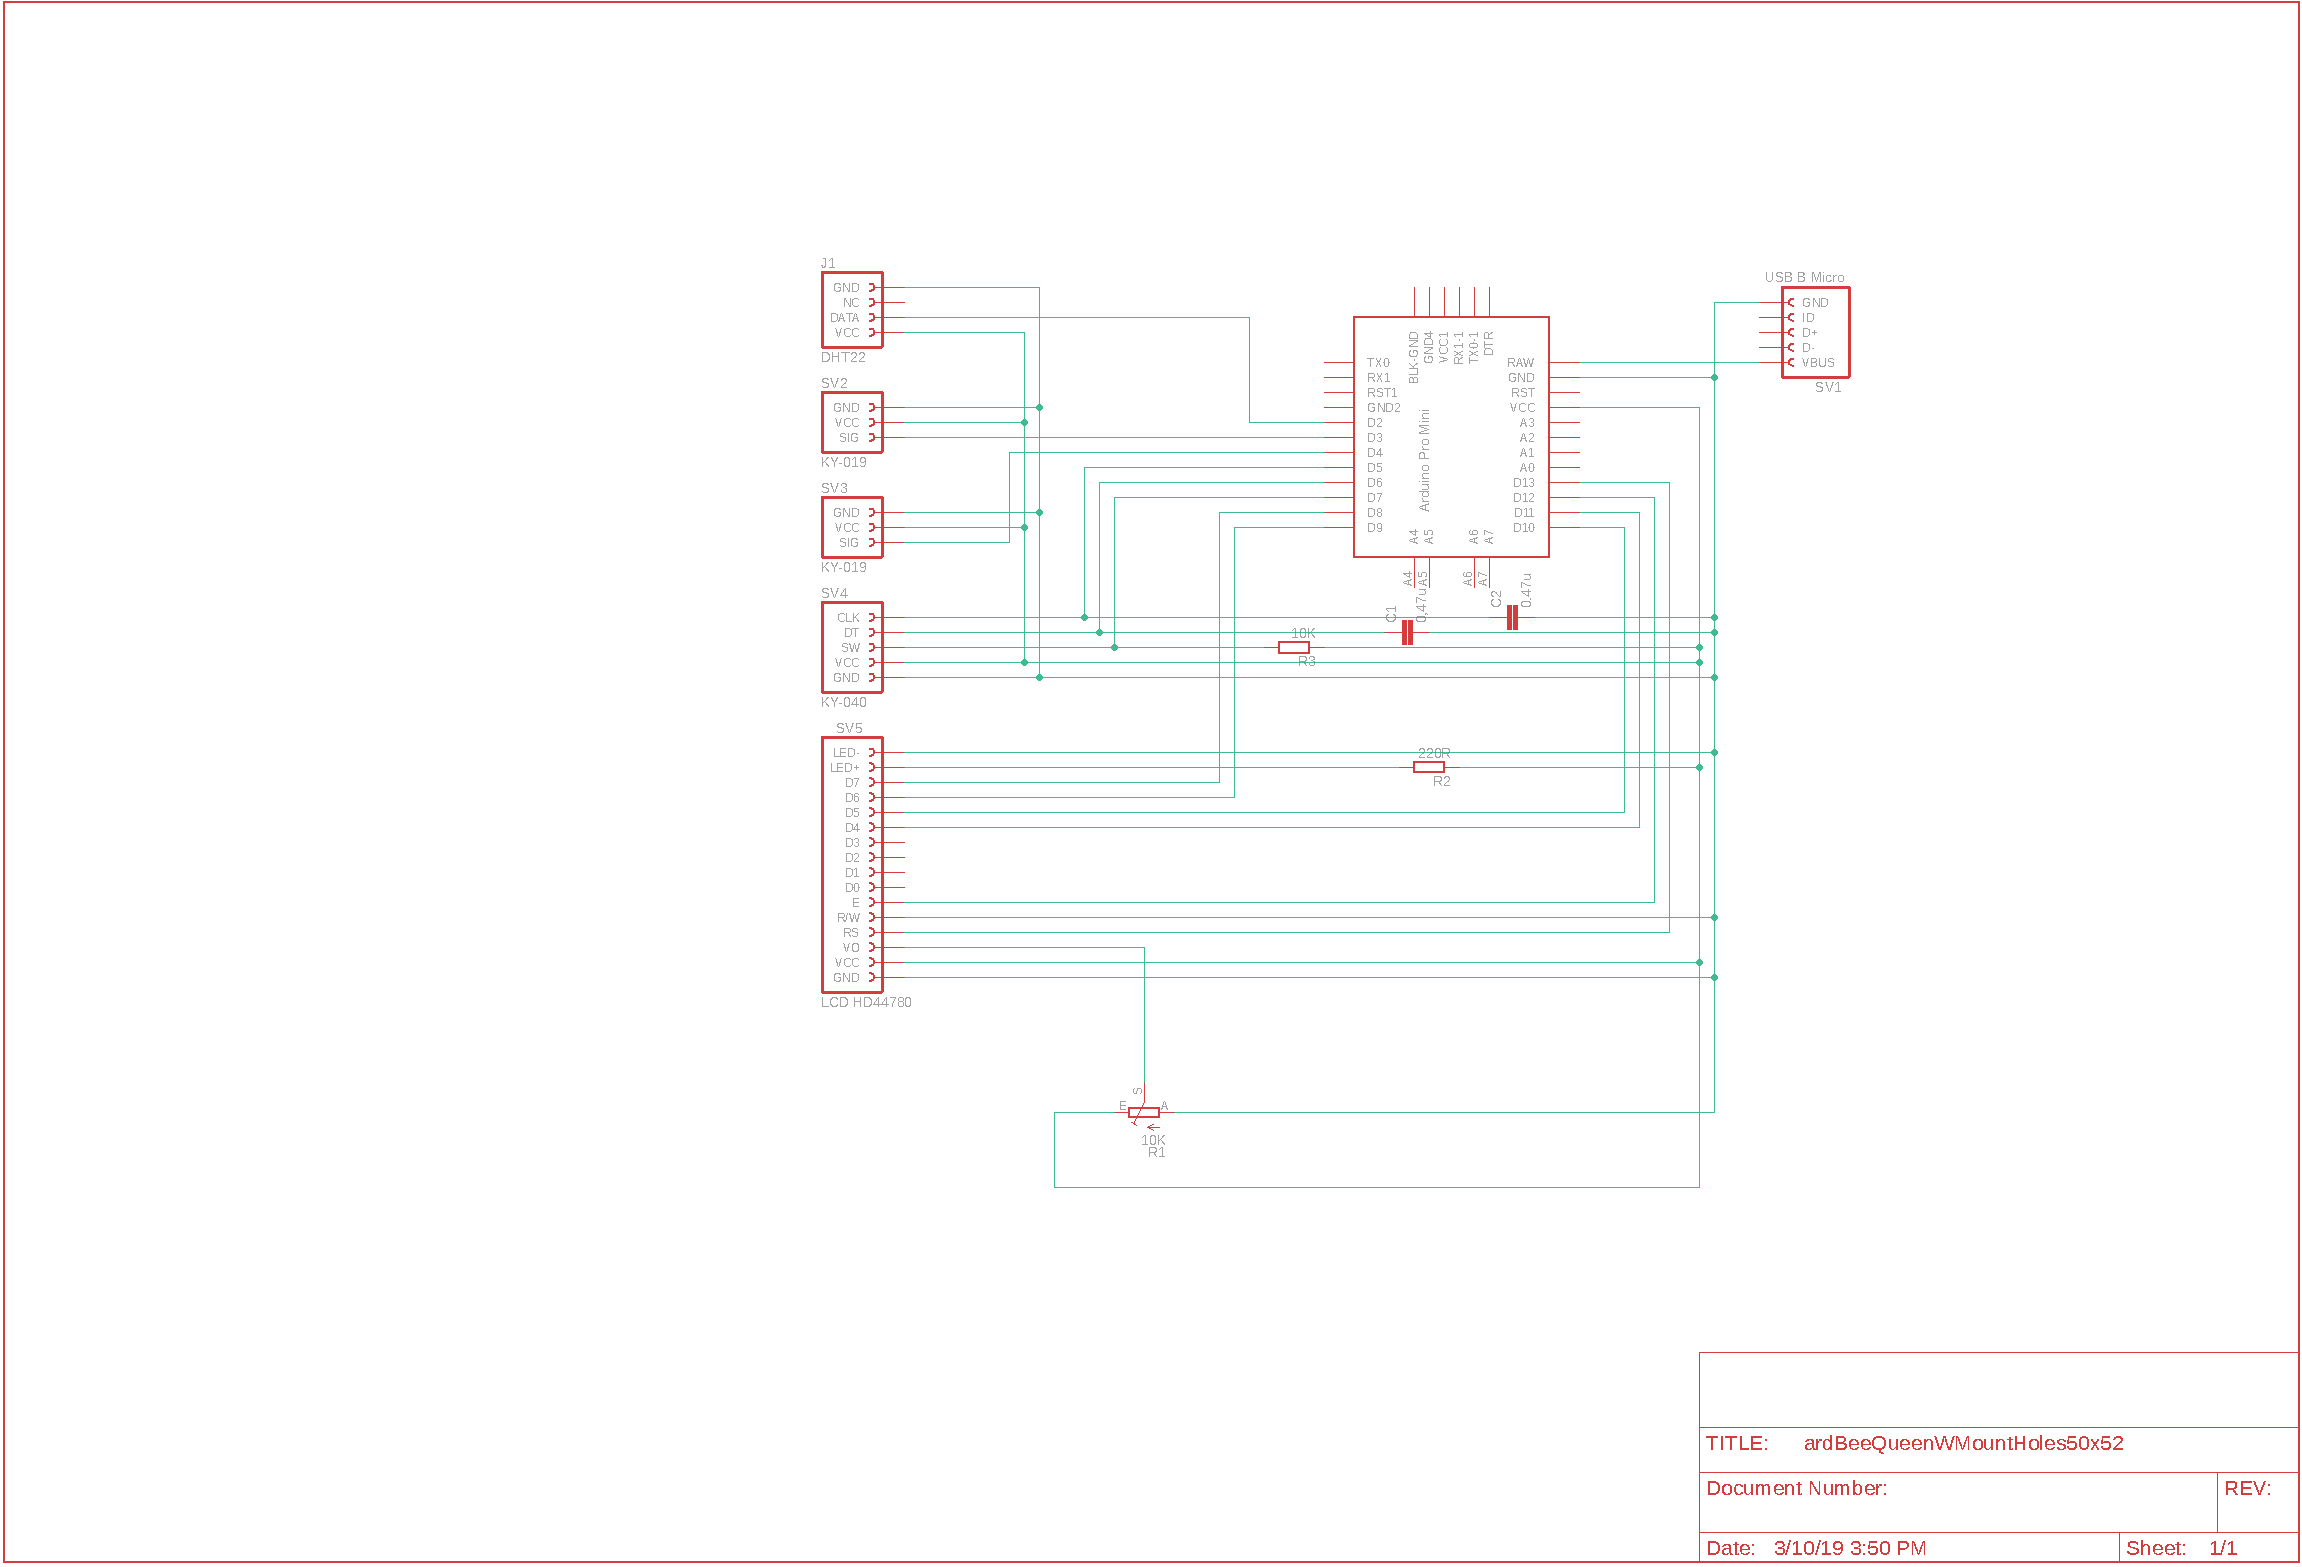 J1
GND
NC
DATA
VCC
DHT22
SV2
GND
VCC
SIG
KY-019
SV3
GND
VCC
SIG
KY-019
SV4
CLK
DT
SW
VCC
GND
KY-040
SV5
LED-
LED+
D7
D6
D5
D4
D3
D2
D1
D0
E
R/W
RS
VO
VCC
GND
LCD HD44780
BLK-GND
GND4
VCC1
RX1-1
TX0-1
DTR
TX0
RX1
RST1
GND2
D2
D3
D4
D5
D6
D7
D8
D9
Arduino Pro Mini
RAW
GND
RST
VCC
A3
A2
A1
A0
D13
D12
D11
D10
A4
A5
A6
A7
A4
A5
A6
A7
C1
0,47u
C2
0.47u
10K
R3
220R
R2
E
S
A
10K
R1
USB B Micro
GND
ID
D+
D-
VBUS
SV1
TITLE: ardBeeQueenWMountHoles50x52
Document Number:
REV:
Date: 3/10/19 3:50 PM
Sheet: 1/1